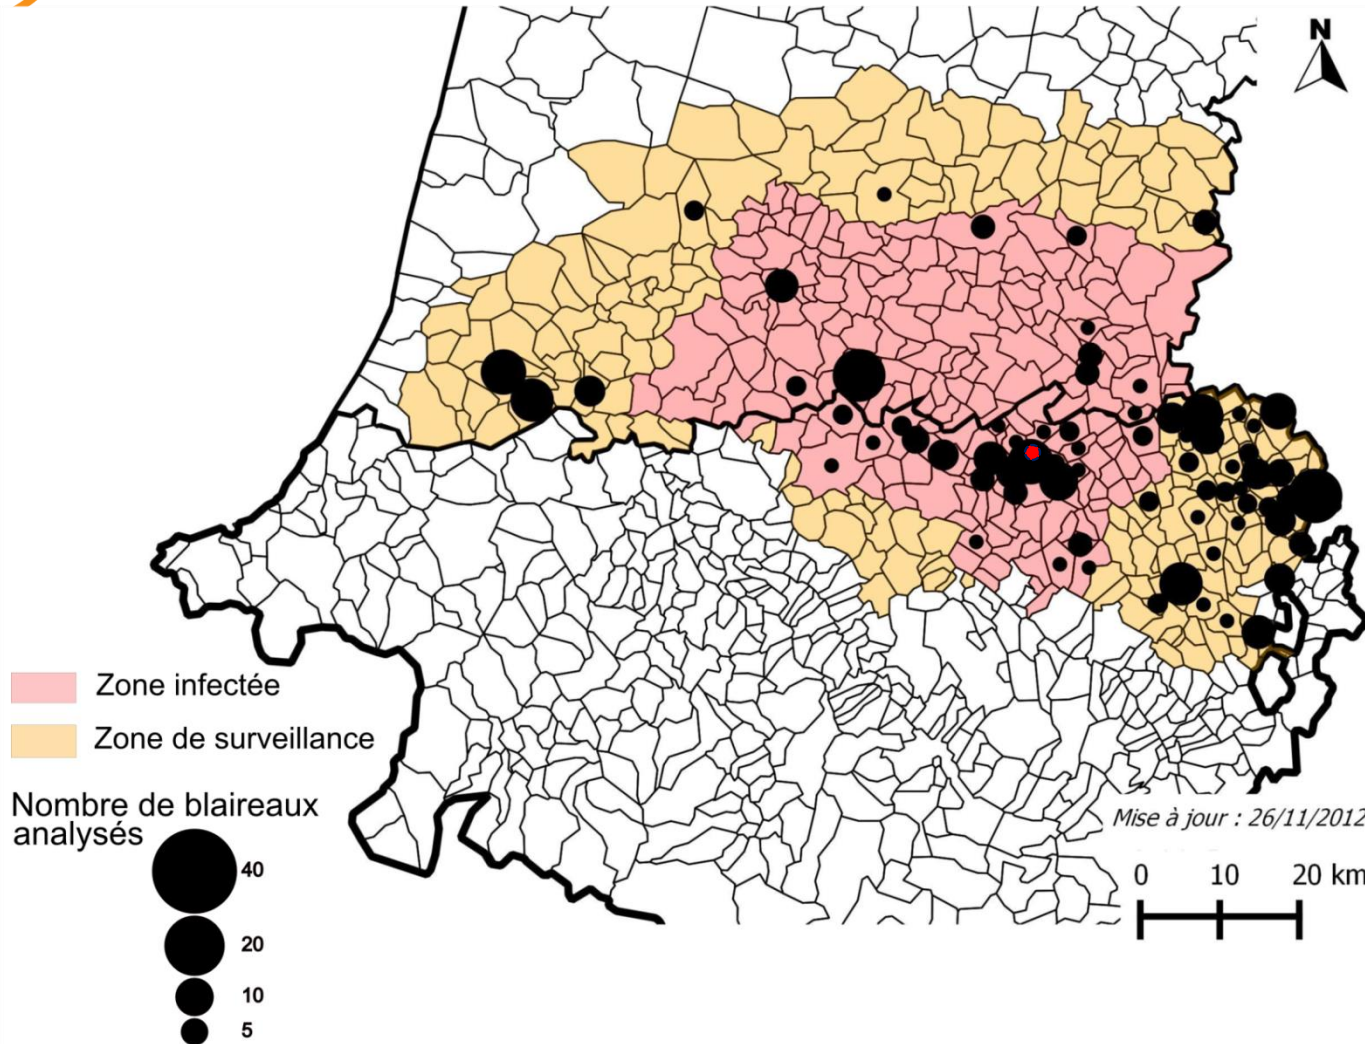 N
Zone infectée
Zone de surveillance
Nombre de blaireaux
analysés
40
20
10
5
Mise à jour : 26/11/2012
0 10 20 km